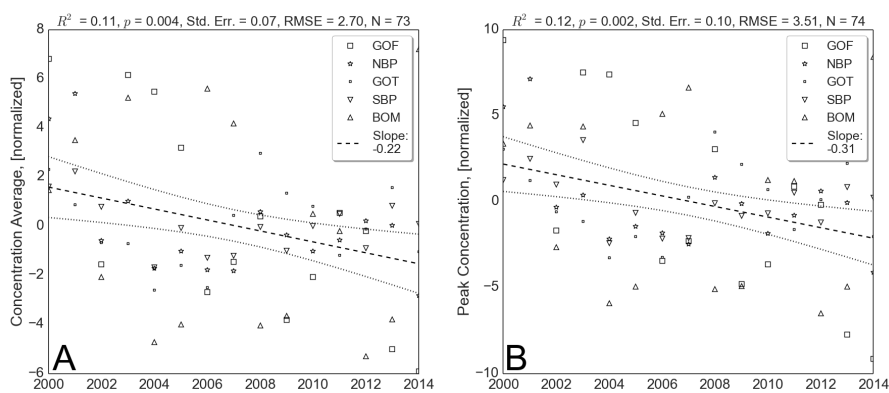 R² = 0.11, p = 0.004, Std. Err. = 0.07, RMSE = 2.70, N = 73
8
6
4
2
0
−2
−4
−6
Concentration Average, [normalized]
GOF
NBP
GOT
SBP
BOM
Slope:
-0.22
A
2000 2002 2004 2006 2008 2010 2012 2014
R² = 0.12, p = 0.002, Std. Err. = 0.10, RMSE = 3.51, N = 74
10
5
0
−5
−10
Peak Concentration, [normalized]
GOF
NBP
GOT
SBP
BOM
Slope:
-0.31
B
2000 2002 2004 2006 2008 2010 2012 2014